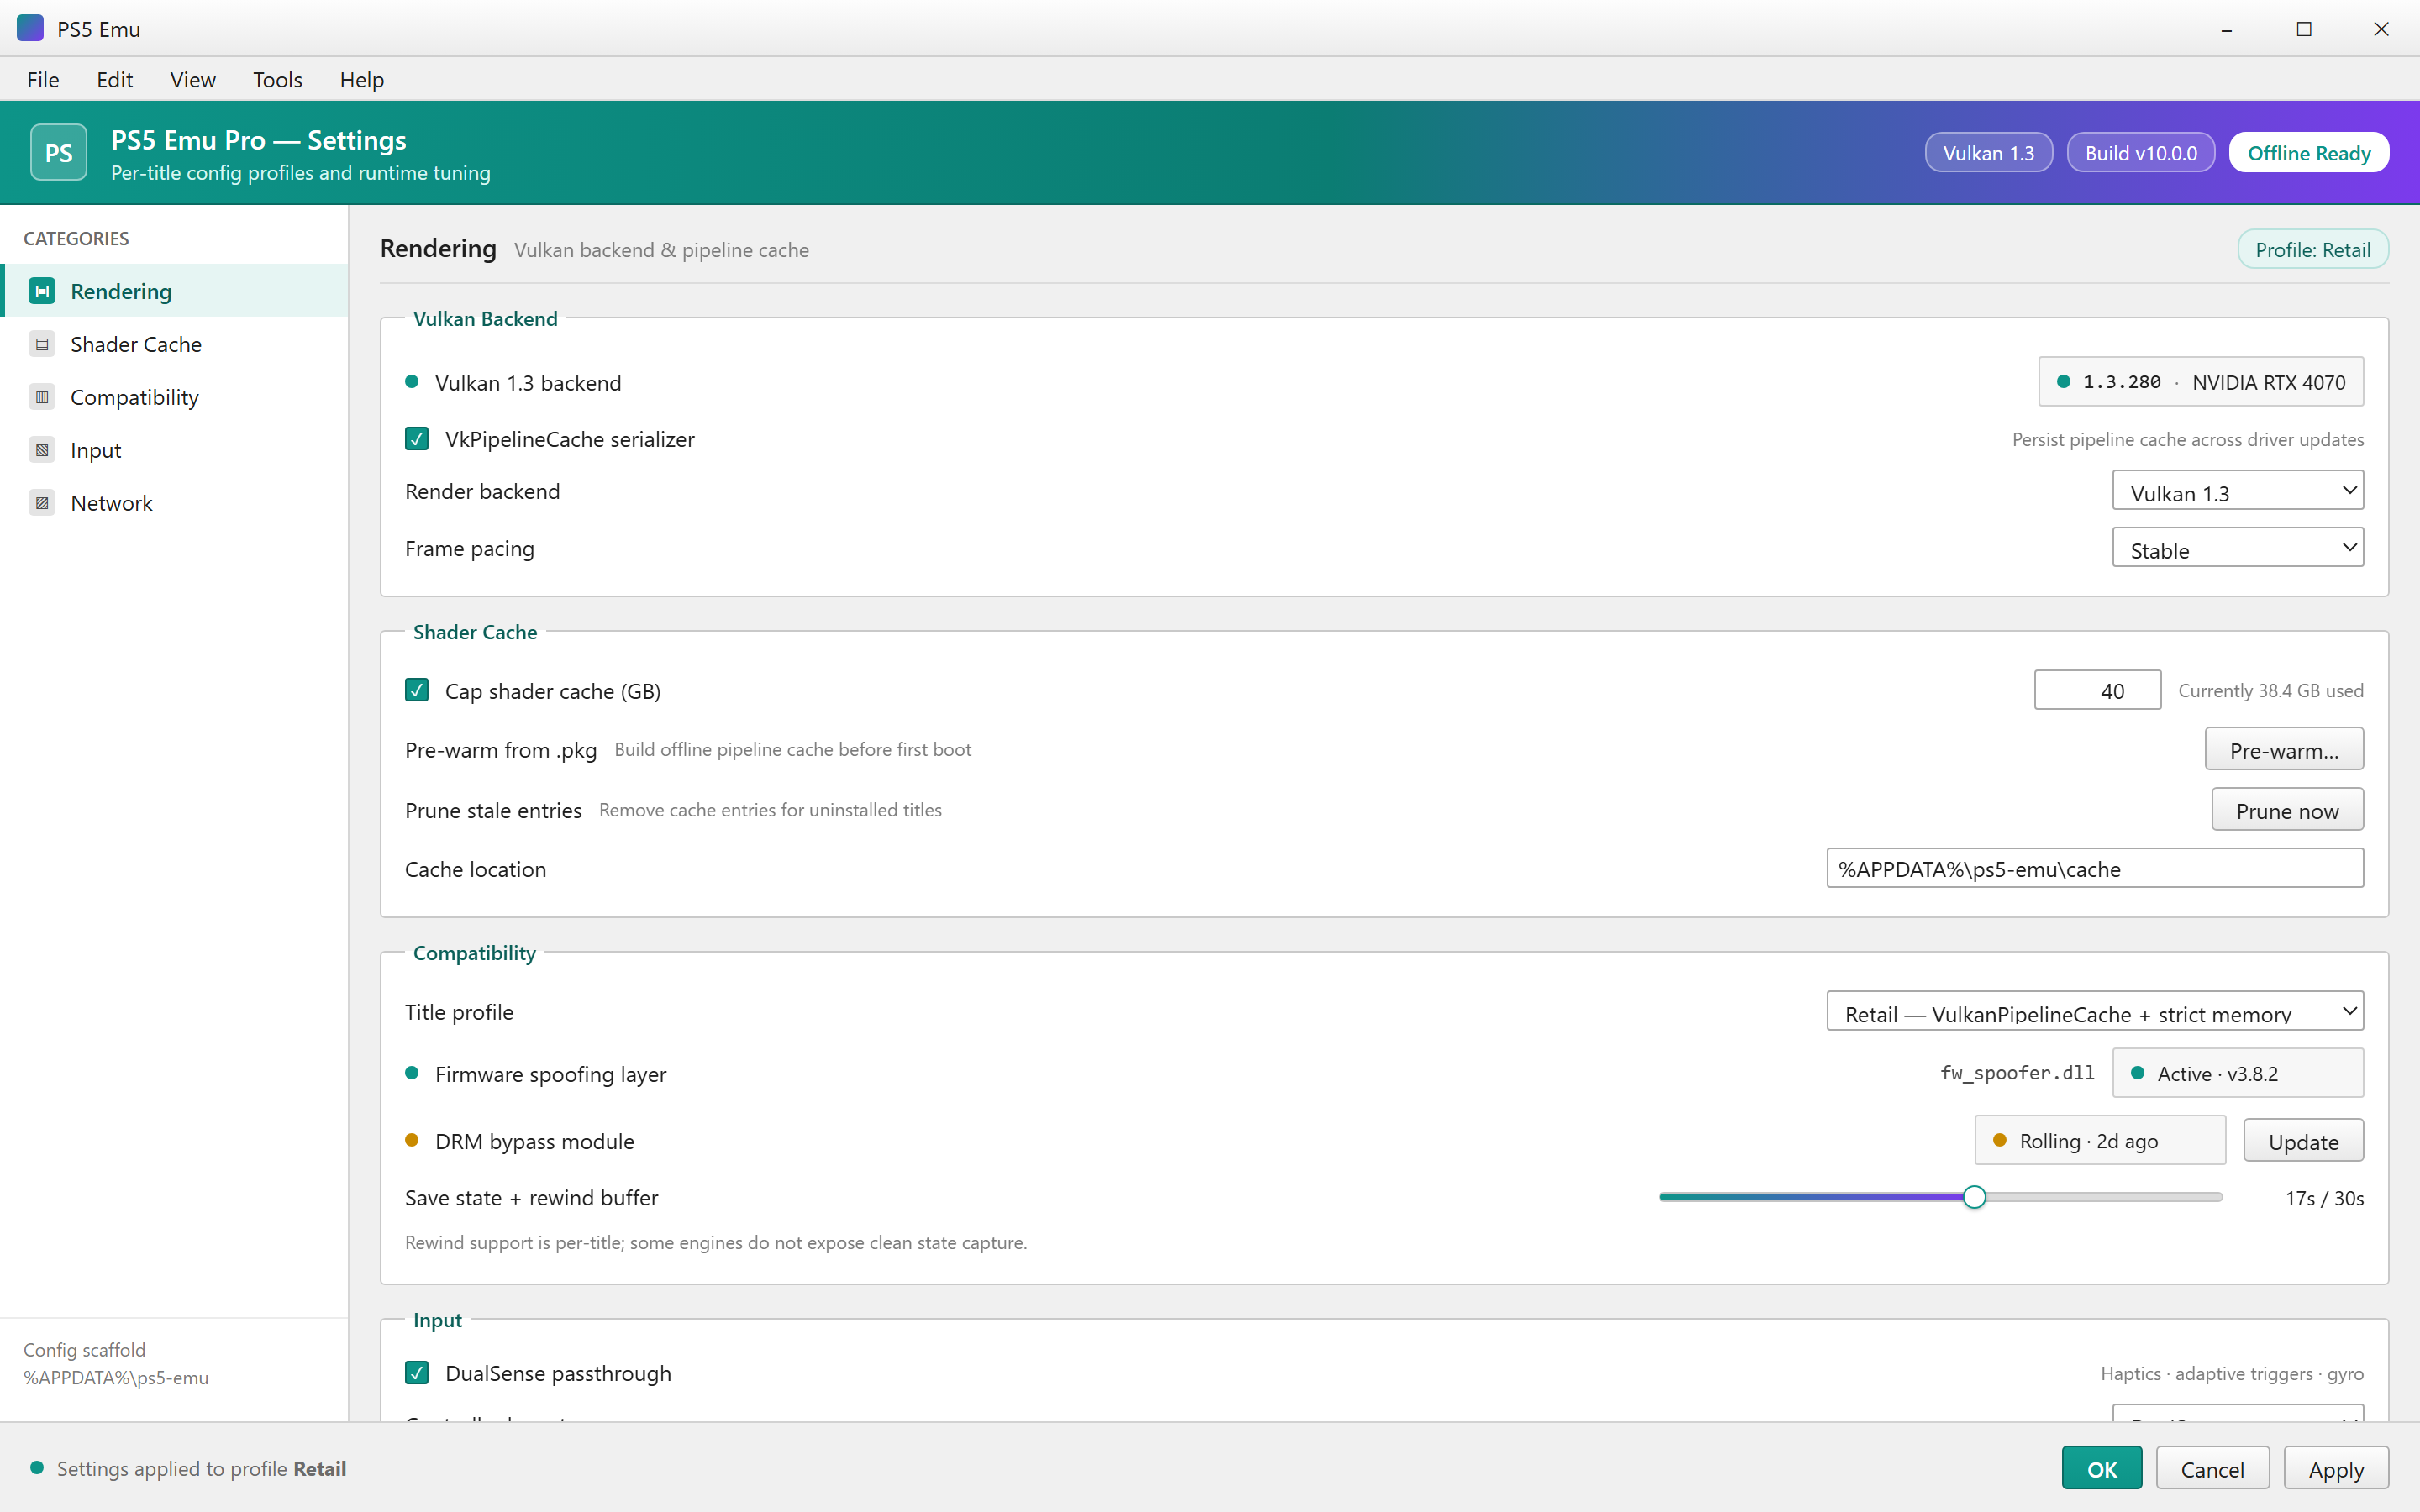 PS5 Emu
File Edit View Tools Help
PS
PS5 Emu Pro — Settings
Per-title config profiles and runtime tuning
Vulkan 1.3
Build v10.0.0
Offline Ready
CATEGORIES
Rendering
Shader Cache
Compatibility
Input
Network
Config scaffold
%APPDATA%\ps5-emu
Rendering Vulkan backend & pipeline cache
Profile: Retail
Vulkan Backend
Vulkan 1.3 backend
1.3.280 · NVIDIA RTX 4070
VkPipelineCache serializer
Persist pipeline cache across driver updates
Render backend
Vulkan 1.3
Frame pacing
Stable
Shader Cache
Cap shader cache (GB)
40
Currently 38.4 GB used
Pre-warm from .pkg Build offline pipeline cache before first boot
Pre-warm...
Prune stale entries Remove cache entries for uninstalled titles
Prune now
Cache location
%APPDATA%\ps5-emu\cache
Compatibility
Title profile
Retail — VulkanPipelineCache + strict memory
Firmware spoofing layer
fw_spoofer.dll
Active · v3.8.2
DRM bypass module
Rolling · 2d ago
Update
Save state + rewind buffer
17s / 30s
Rewind support is per-title; some engines do not expose clean state capture.
Input
DualSense passthrough
Haptics · adaptive triggers · gyro
Settings applied to profile Retail
OK
Cancel
Apply